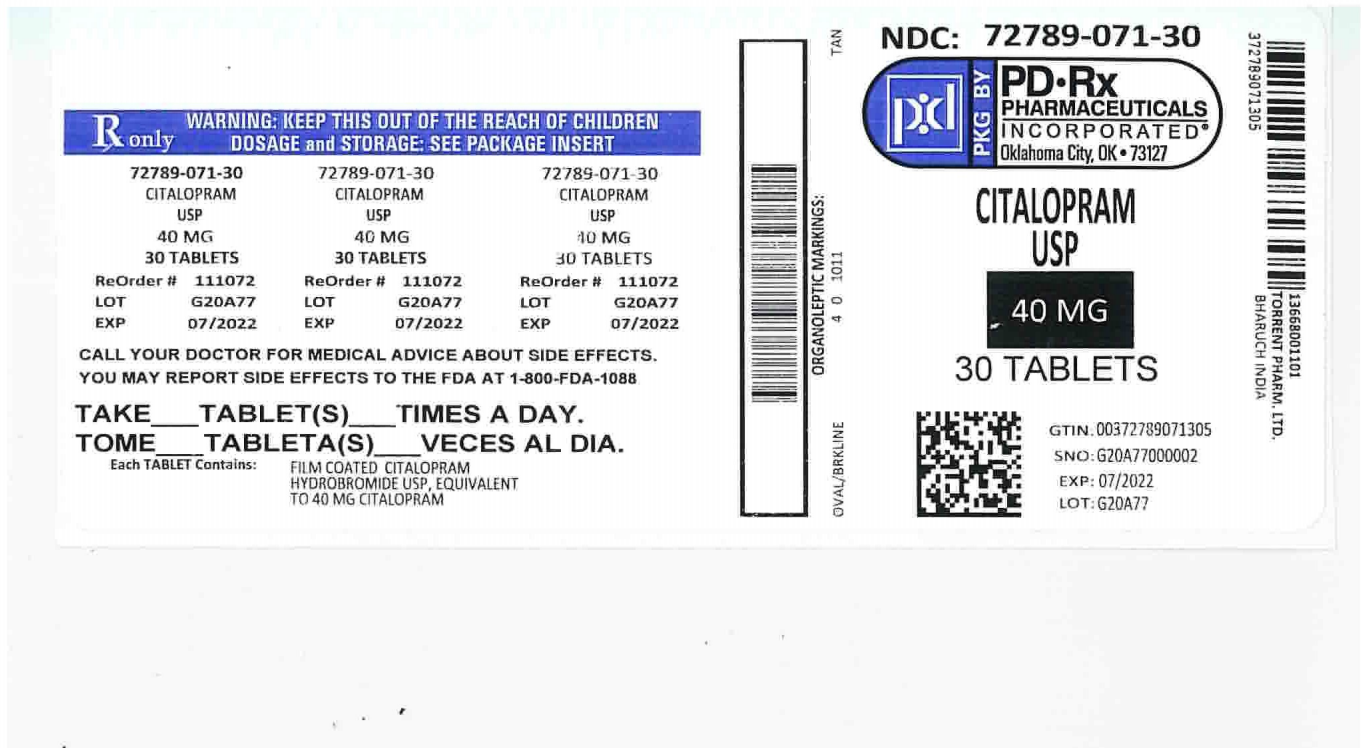 Rx only
WARNING: KEEP THIS OUT OF THE REACH OF CHILDREN
DOSAGE and STORAGE: SEE PACKAGE INSERT
72789-071-30 72789-071-30 72789-071-30
CITALOPRAM CITALOPRAM CITALOPRAM
USP USP USP
40 MG 40 MG 40 MG
30 TABLETS 30 TABLETS 30 TABLETS
ReOrder # 111072 ReOrder # 111072 ReOrder # 111072
LOT G20A77 LOT G20A77 LOT G20A77
EXP 07/2022 EXP 07/2022 EXP 07/2022
CALL YOUR DOCTOR FOR MEDICAL ADVICE ABOUT SIDE EFFECTS.
YOU MAY REPORT SIDE EFFECTS TO THE FDA AT 1-800-FDA-1088
TAKE___TABLET(S)___TIMES A DAY.
TOME___TABLETA(S)___VECES AL DIA.
Each TABLET Contains: FILM COATED CITALOPRAM
HYDROBROMIDE USP, EQUIVALENT
TO 40 MG CITALOPRAM
ORGANOLEPTIC MARKINGS:
OVAL/BRKLINE 4 0 1011 TAN
NDC: 72789-071-30
PKG BY
PD•Rx
PHARMACEUTICALS
INCORPORATED®
Oklahoma City, OK • 73127
CITALOPRAM
USP
40 MG
30 TABLETS
GTIN.00372789071305
SNO:G20A77000002
EXP: 07/2022
LOT:G20A77
372789071305
13668001101
TORRENT PHARM. LTD.
BHARUCH INDIA